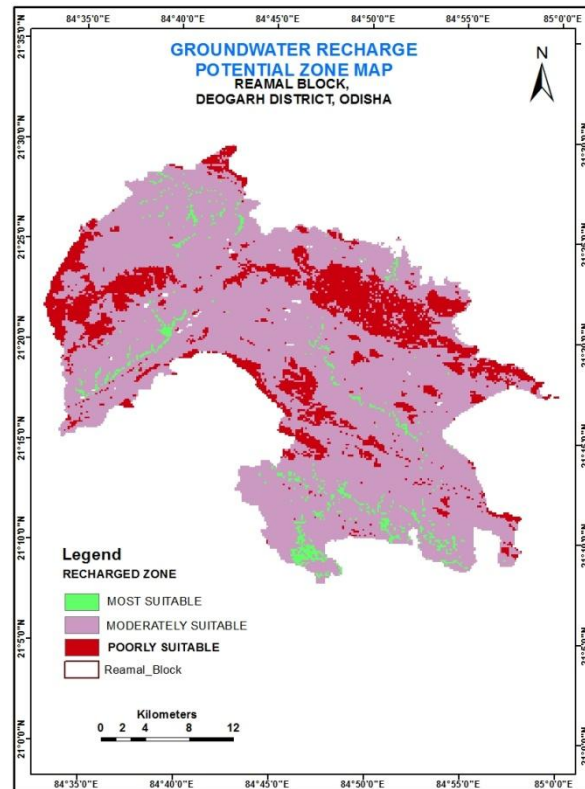 84°35'0"E 84°40'0"E 84°45'0"E 84°50'0"E 84°55'0"E 85°0'0"E
GROUNDWATER RECHARGE
POTENTIAL ZONE MAP
REAMAL BLOCK,
DEOGARH DISTRICT, ODISHA
N
21°35'0"N
21°30'0"N
21°25'0"N
21°20'0"N
21°15'0"N
21°10'0"N
21°5'0"N
21°0'0"N
Legend
RECHARGED ZONE
MOST SUITABLE
MODERATELY SUITABLE
POORLY SUITABLE
Reamal_Block
Kilometers
0 2 4 8 12
84°35'0"E 84°40'0"E 84°45'0"E 84°50'0"E 84°55'0"E 85°0'0"E